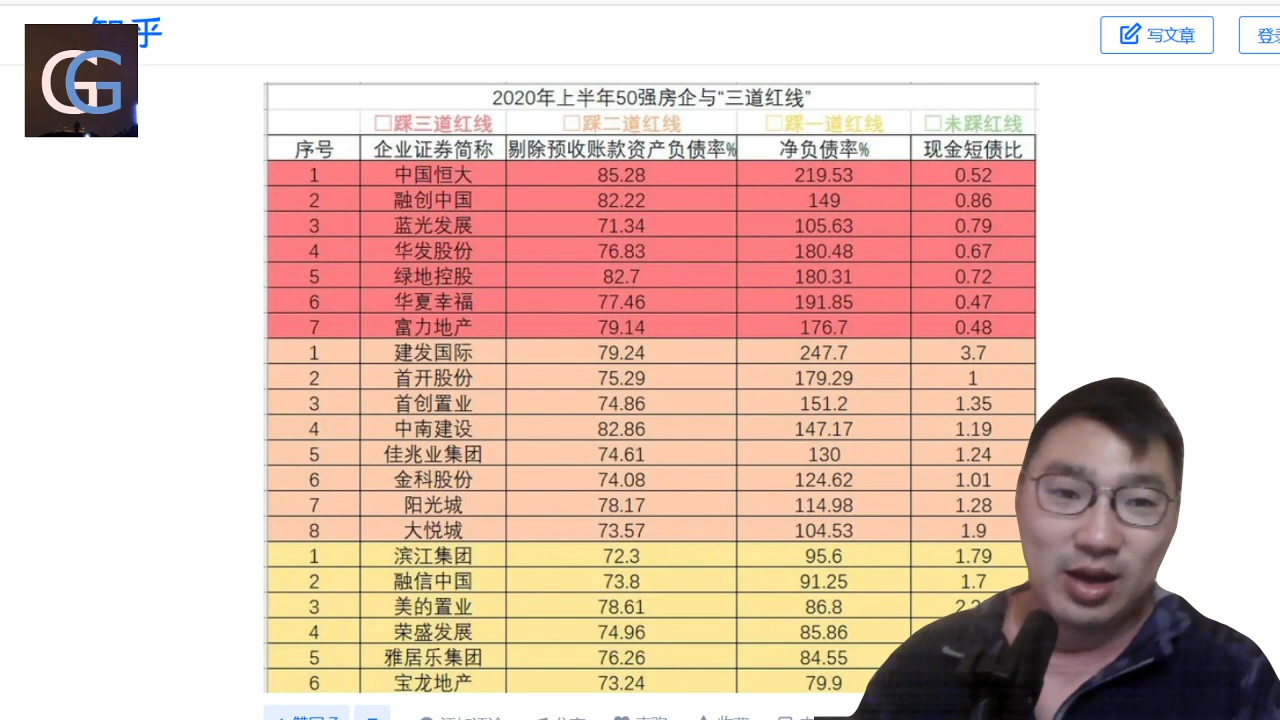 知乎
GG
写文章
登录
2020年上半年50强房企与“三道红线”
□踩三道红线 □踩二道红线 □踩一道红线 □未踩红线
序号 企业证券简称 剔除预收账款资产负债率% 净负债率% 现金短债比
1 中国恒大 85.28 219.53 0.52
2 融创中国 82.22 149 0.86
3 蓝光发展 71.34 105.63 0.79
4 华发股份 76.83 180.48 0.67
5 绿地控股 82.7 180.31 0.72
6 华夏幸福 77.46 191.85 0.47
7 富力地产 79.14 176.7 0.48
1 建发国际 79.24 247.7 3.7
2 首开股份 75.29 179.29 1
3 首创置业 74.86 151.2 1.35
4 中南建设 82.86 147.17 1.19
5 佳兆业集团 74.61 130 1.24
6 金科股份 74.08 124.62 1.01
7 阳光城 78.17 114.98 1.28
8 大悦城 73.57 104.53 1.9
1 滨江集团 72.3 95.6 1.79
2 融信中国 73.8 91.25 1.7
3 美的置业 78.61 86.8
4 荣盛发展 74.96 85.86
5 雅居乐集团 76.26 84.55
6 宝龙地产 73.24 79.9